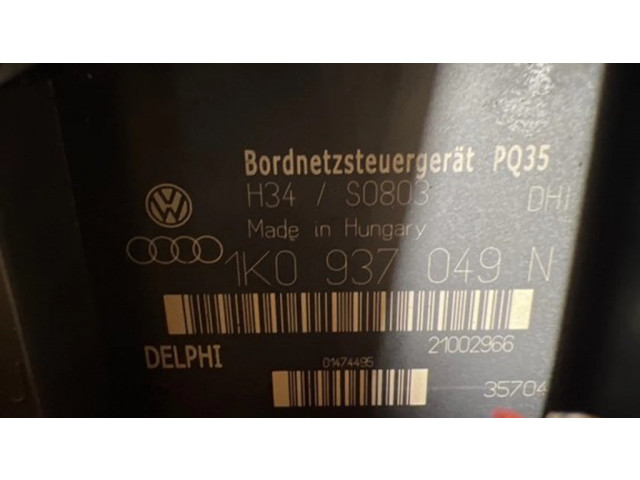 Bordnetzsteuergerät PQ35
H34 / S0803 DHI
Made in Hungary
1K0 937 049 N
21002966
DELPHI 01474495
35704